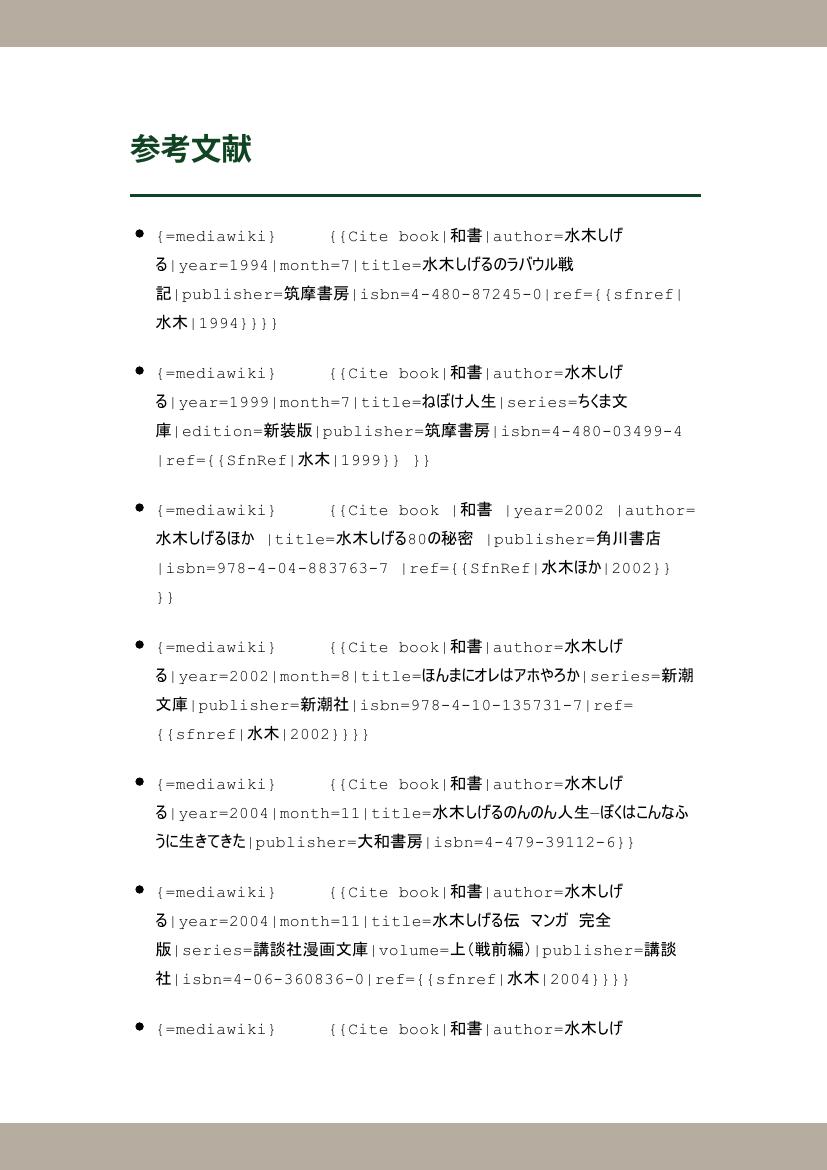 参考文献
● {=mediawiki} {{Cite book|和書|author=水木しげ
る|year=1994|month=7|title=水木しげるのラバウル戦
記|publisher=筑摩書房|isbn=4-480-87245-0|ref={{sfnref|
水木|1994}}}}
● {=mediawiki} {{Cite book|和書|author=水木しげ
る|year=1999|month=7|title=ねぼけ人生|series=ちくま文
庫|edition=新装版|publisher=筑摩書房|isbn=4-480-03499-4
|ref={{SfnRef|水木|1999}} }}
● {=mediawiki} {{Cite book |和書 |year=2002 |author=
水木しげるほか |title=水木しげる80の秘密 |publisher=角川書店
|isbn=978-4-04-883763-7 |ref={{SfnRef|水木ほか|2002}}
}}
● {=mediawiki} {{Cite book|和書|author=水木しげ
る|year=2002|month=8|title=ほんまにオレはアホやろか|series=新潮
文庫|publisher=新潮社|isbn=978-4-10-135731-7|ref=
{{sfnref|水木|2002}}}}
● {=mediawiki} {{Cite book|和書|author=水木しげ
る|year=2004|month=11|title=水木しげるのんのん人生―ぼくはこんなふ
うに生きてきた|publisher=大和書房|isbn=4-479-39112-6}}
● {=mediawiki} {{Cite book|和書|author=水木しげ
る|year=2004|month=11|title=水木しげる伝 マンガ 完全
版|series=講談社漫画文庫|volume=上（戦前編）|publisher=講談
社|isbn=4-06-360836-0|ref={{sfnref|水木|2004}}}}
● {=mediawiki} {{Cite book|和書|author=水木しげ